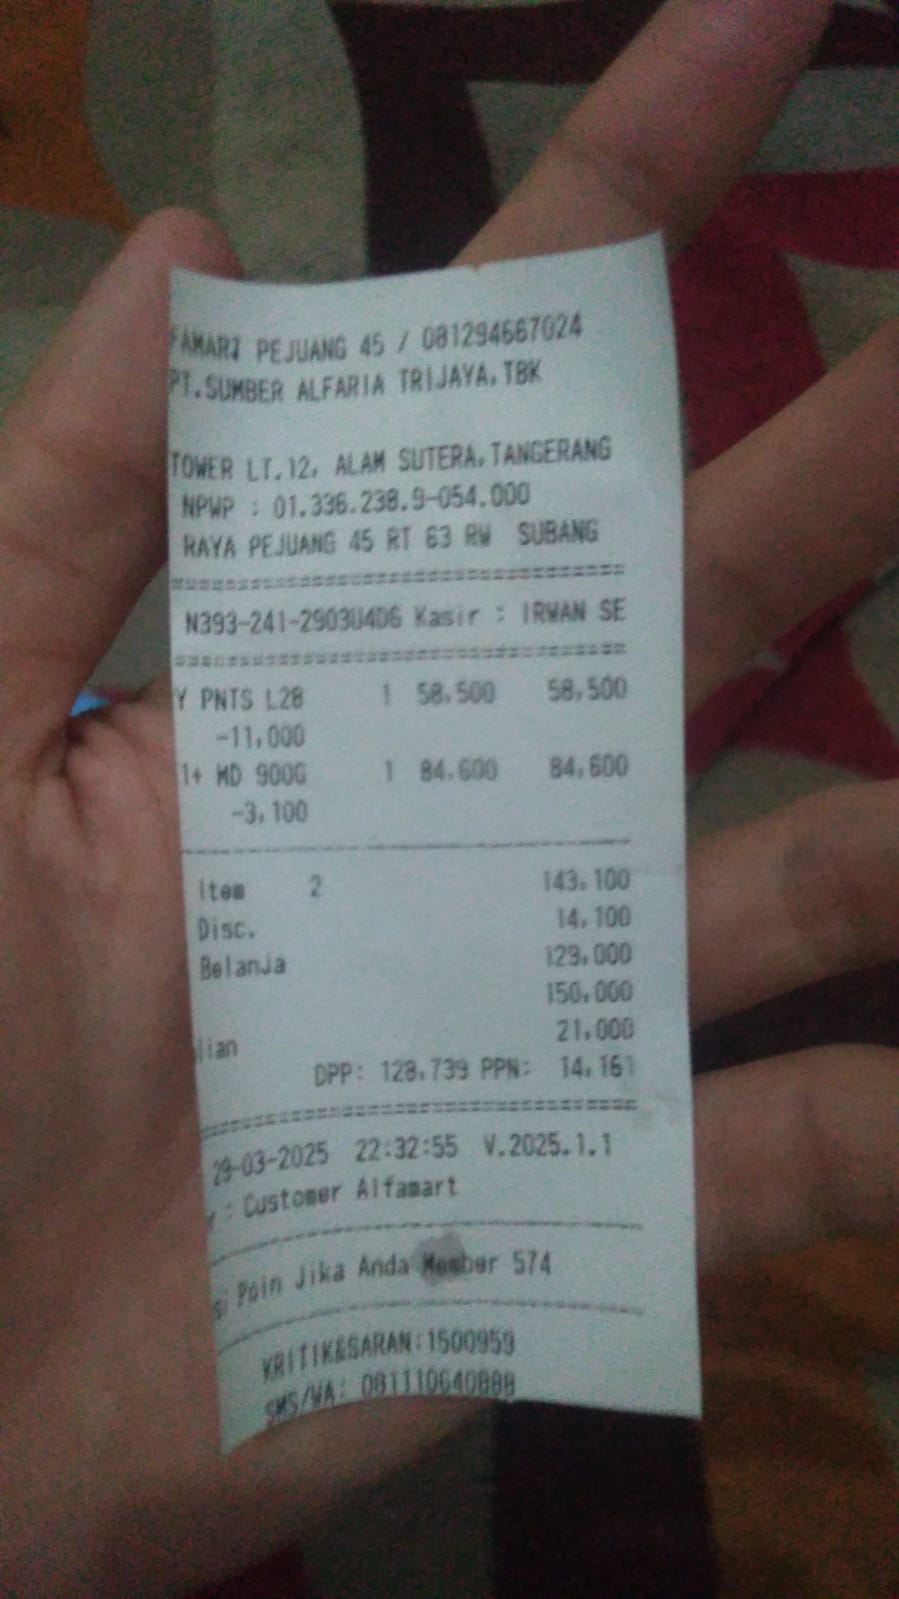 FAMART PEJUANG 45 / 081294667024
PT.SUMBER ALFARIA TRIJAYA,TBK
TOWER LT.12, ALAM SUTERA,TANGERANG
NPWP : 01.336.238.9-054.000
RAYA PEJUANG 45 RT 63 RW SUBANG
N393-241-2903U4D6 Kasir : IRWAN SE
Y PNTS L28 1 58,500 58,500
-11,000
1+ MD 900G 1 84,600 84,600
-3,100
Item 2 143,100
Disc. 14,100
Belanja 129,000
150,000
lian 21,000
DPP: 128,739 PPN: 14,161
29-03-2025 22:32:55 V.2025.1.1
: Customer Alfamart
si Poin Jika Anda Member 574
KRITIK&SARAN:1500959
SMS/WA: 081110640888